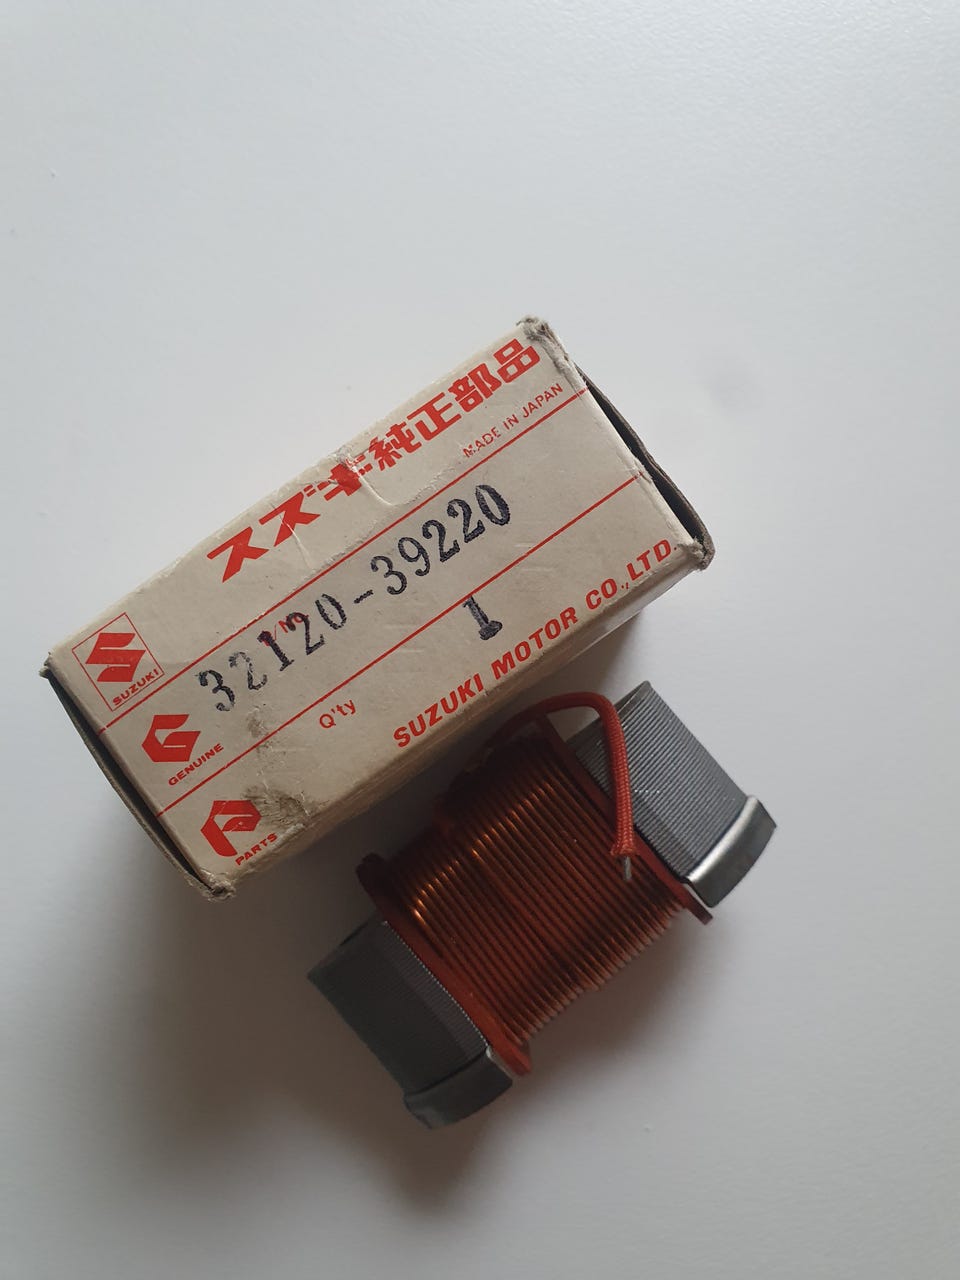 スズキ純正部品
MADE IN JAPAN
SUZUKI
32120-39220
GENUINE
Q'ty
1
PARTS
SUZUKI MOTOR CO.,LTD.